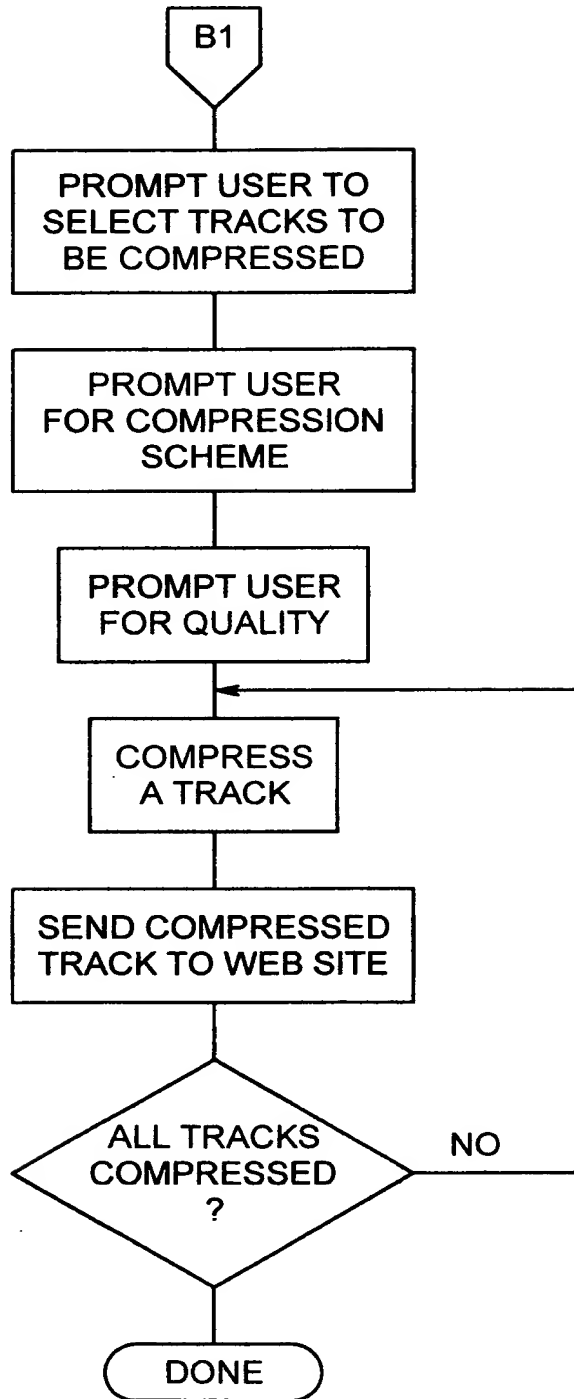 B1
PROMPT USER TO
SELECT TRACKS TO
BE COMPRESSED
PROMPT USER
FOR COMPRESSION
SCHEME
PROMPT USER
FOR QUALITY
COMPRESS
A TRACK
SEND COMPRESSED
TRACK TO WEB SITE
ALL TRACKS
COMPRESSED
?
NO
DONE